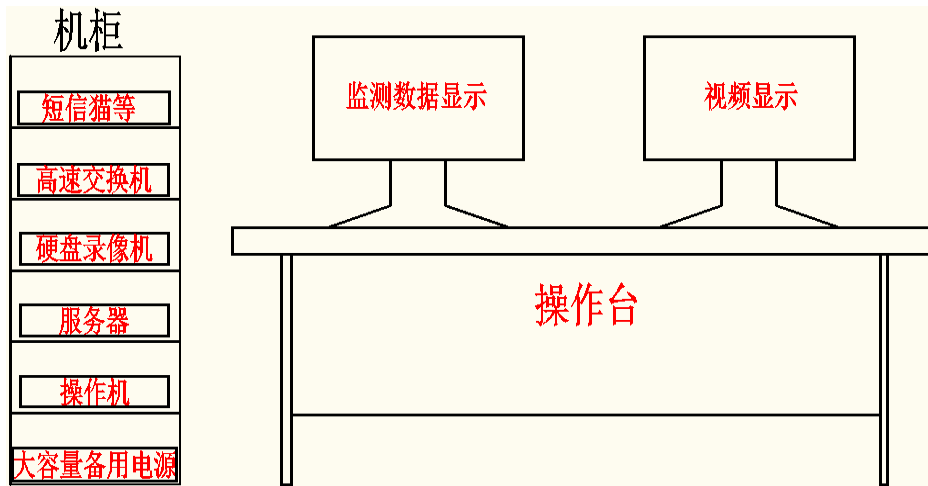 机柜
短信猫等
高速交换机
硬盘录像机
服务器
操作机
大容量备用电源
监测数据显示
视频显示
操作台